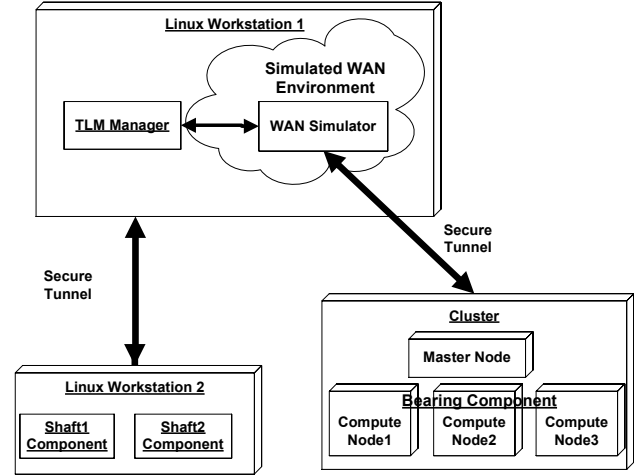 Linux Workstation 1
Simulated WAN
Environment
TLM Manager
WAN Simulator
Secure
Tunnel
Secure
Tunnel
Cluster
Master Node
Linux Workstation 2
Bearing Component
Shaft1
Component
Shaft2
Component
Compute
Node1
Compute
Node2
Compute
Node3